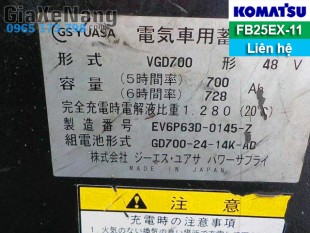 GiaXeNang
0965
KOMATSU
FB25EX-11
Liên hệ
GS YUASA 電気車用蓄
形式 VGD700 形 48 V
容量 (5時間率) 700 Ah
(6時間率) 728
完全充電時電解液比重 1.280 (20℃)
製造番号 EV6P63D-0145-Z
組電池形式 GD700-24-14K-AD
株式会社 ジーエス・ユアサ パワーサプライ
MADE IN JAPAN
注意
充電時の注意事項